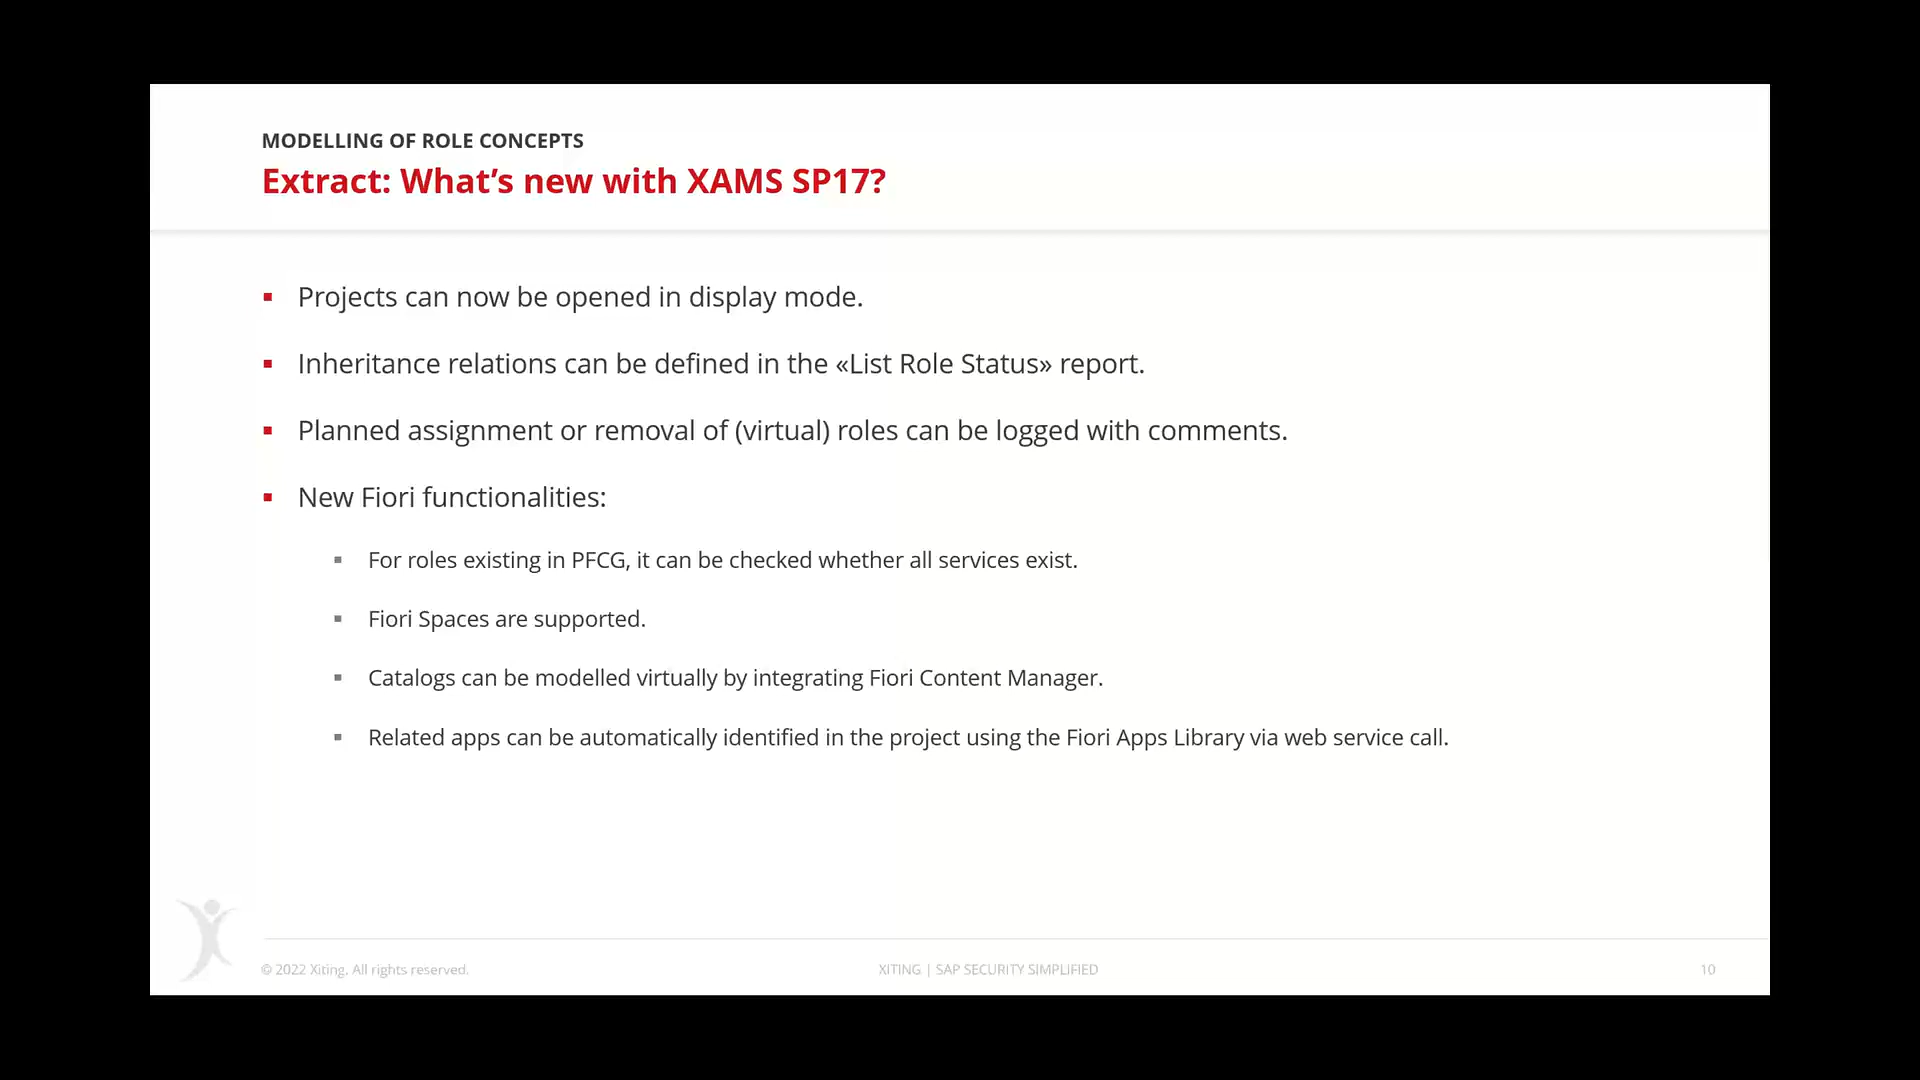 MODELLING OF ROLE CONCEPTS
Extract: What’s new with XAMS SP17?
▪ Projects can now be opened in display mode.
▪ Inheritance relations can be defined in the «List Role Status» report.
▪ Planned assignment or removal of (virtual) roles can be logged with comments.
▪ New Fiori functionalities:
▪ For roles existing in PFCG, it can be checked whether all services exist.
▪ Fiori Spaces are supported.
▪ Catalogs can be modelled virtually by integrating Fiori Content Manager.
▪ Related apps can be automatically identified in the project using the Fiori Apps Library via web service call.
© 2022 Xiting. All rights reserved.
XITING | SAP SECURITY SIMPLIFIED
10